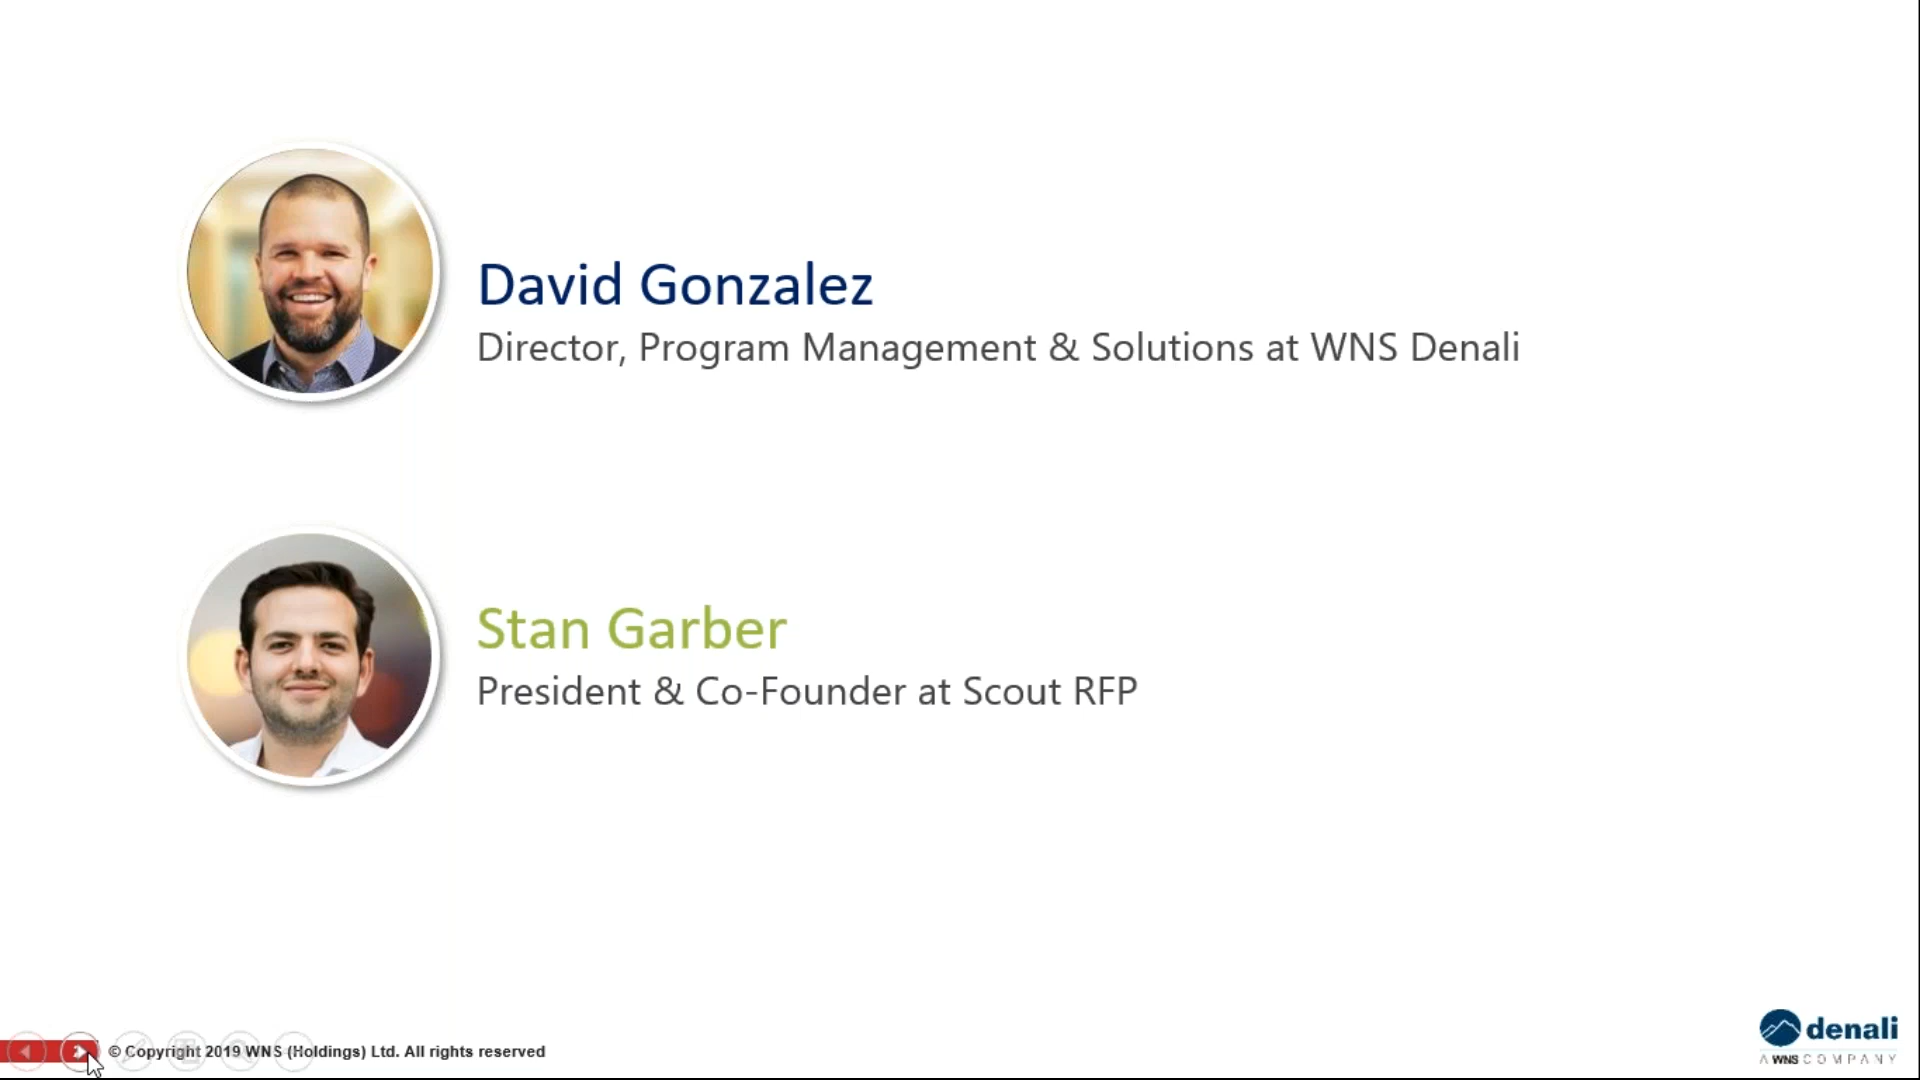 David Gonzalez
Director, Program Management & Solutions at WNS Denali
Stan Garber
President & Co-Founder at Scout RFP
© Copyright 2019 WNS (Holdings) Ltd. All rights reserved
denali
A WNS COMPANY